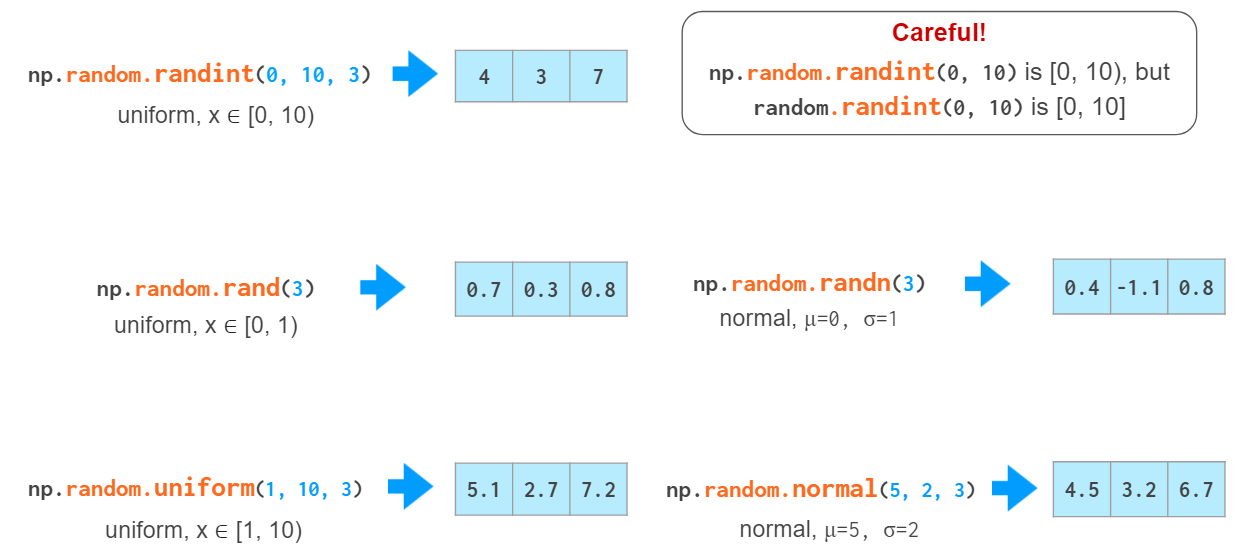 np.random.randint(0, 10, 3)
uniform, x ∈ [0, 10)
4 3 7
Careful!
np.random.randint(0, 10) is [0, 10), but
random.randint(0, 10) is [0, 10]
np.random.rand(3)
uniform, x ∈ [0, 1)
0.7 0.3 0.8
np.random.randn(3)
normal, μ=0, σ=1
0.4 -1.1 0.8
np.random.uniform(1, 10, 3)
uniform, x ∈ [1, 10)
5.1 2.7 7.2
np.random.normal(5, 2, 3)
normal, μ=5, σ=2
4.5 3.2 6.7